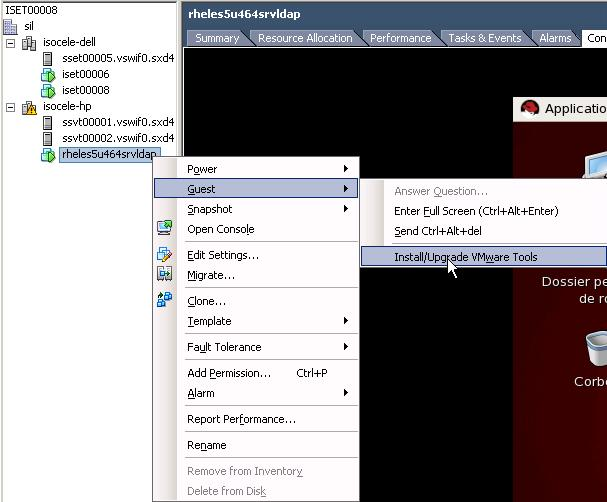 ISET00008
sil
isocele-dell
sset00005.vswif0.sxd4
iset00006
iset00008
isocele-hp
ssvt00001.vswif0.sxd4
ssvt00002.vswif0.sxd4
rheles5u464srvldap
rheles5u464srvldap
Summary Resource Allocation Performance Tasks & Events Alarms Con
Applicatio
Power
Guest
Snapshot
Open Console
Edit Settings...
Migrate...
Clone...
Template
Fault Tolerance
Add Permission... Ctrl+P
Alarm
Report Performance...
Rename
Remove from Inventory
Delete from Disk
Answer Question...
Enter Full Screen (Ctrl+Alt+Enter)
Send Ctrl+Alt+del
Install/Upgrade VMware Tools
Dossier pe
de ro
Corbe